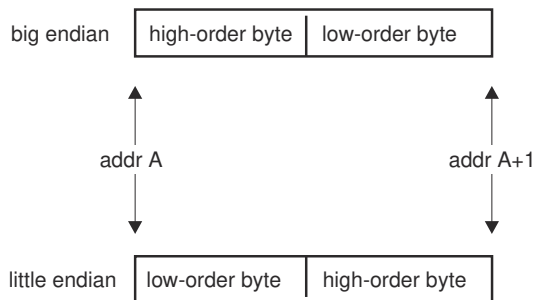 big endian high-order byte low-order byte
addr A addr A+1
little endian low-order byte high-order byte